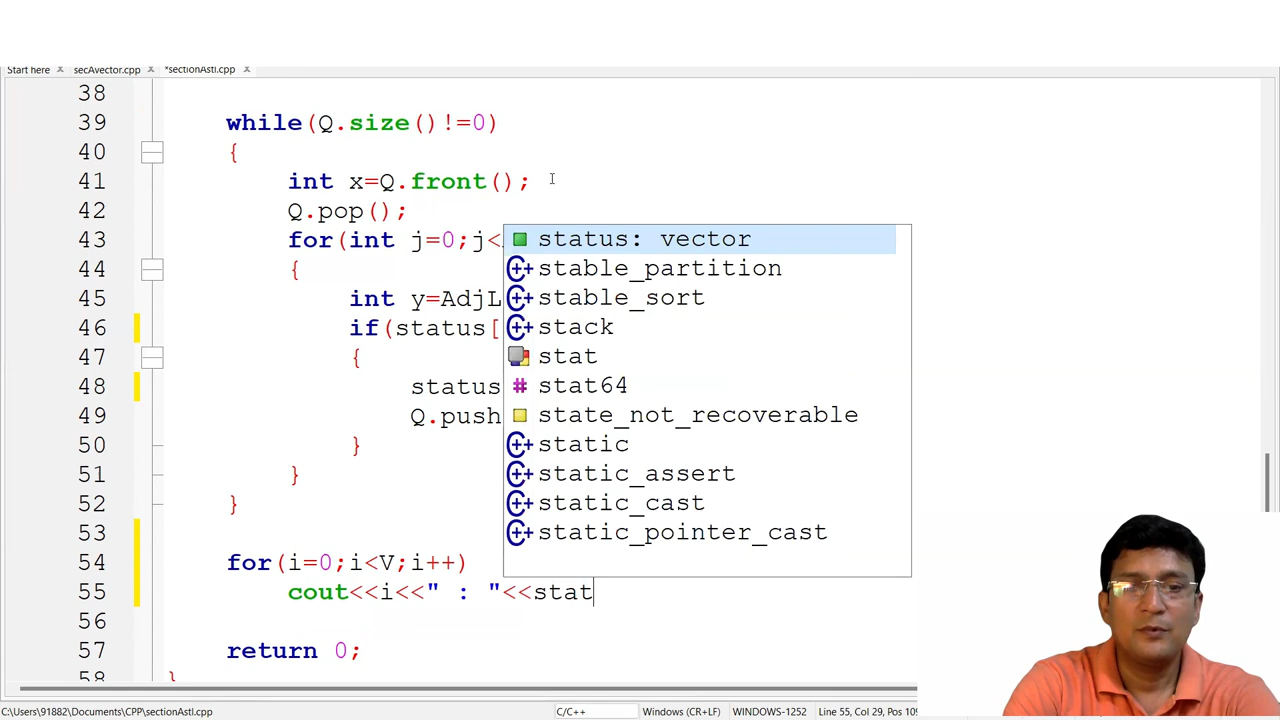 Start here secAvector.cpp *sectionAstl.cpp
38
39 while(Q.size()!=0)
40 {
41 int x=Q.front();
42 Q.pop();
43 for(int j=0;j<
44 {
45 int y=AdjL
46 if(status[
47 {
48 status
49 Q.push
50 }
51 }
52 }
53
54 for(i=0;i<V;i++)
55 cout<<i<<" : "<<stat
56
57 return 0;
58 }
status: vector
stable_partition
stable_sort
stack
stat
stat64
state_not_recoverable
static
static_assert
static_cast
static_pointer_cast
C:\Users\91882\Documents\CPP\sectionAstl.cpp C/C++ Windows (CR+LF) WINDOWS-1252 Line 55, Col 29, Pos 109